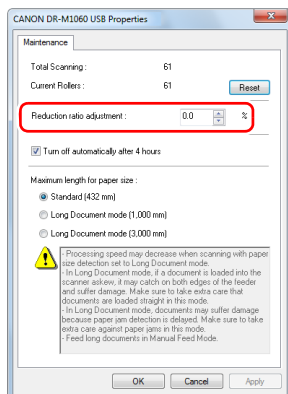 CANON DR-M1060 USB Properties
Maintenance
Total Scanning : 61
Current Rollers : 61 Reset
Reduction ratio adjustment : 0.0 %
Turn off automatically after 4 hours
Maximum length for paper size :
Standard (432 mm)
Long Document mode (1,000 mm)
Long Document mode (3,000 mm)
- Processing speed may decrease when scanning with paper
size detection set to Long Document mode.
- In Long Document mode, if a document is loaded into the
scanner askew, it may catch on both edges of the feeder
and suffer damage. Make sure to take extra care that
documents are loaded straight in this mode.
- In Long Document mode, documents may suffer damage
because paper jam detection is delayed. Make sure to take
extra care against paper jams in this mode.
- Feed long documents in Manual Feed Mode.
OK Cancel Apply